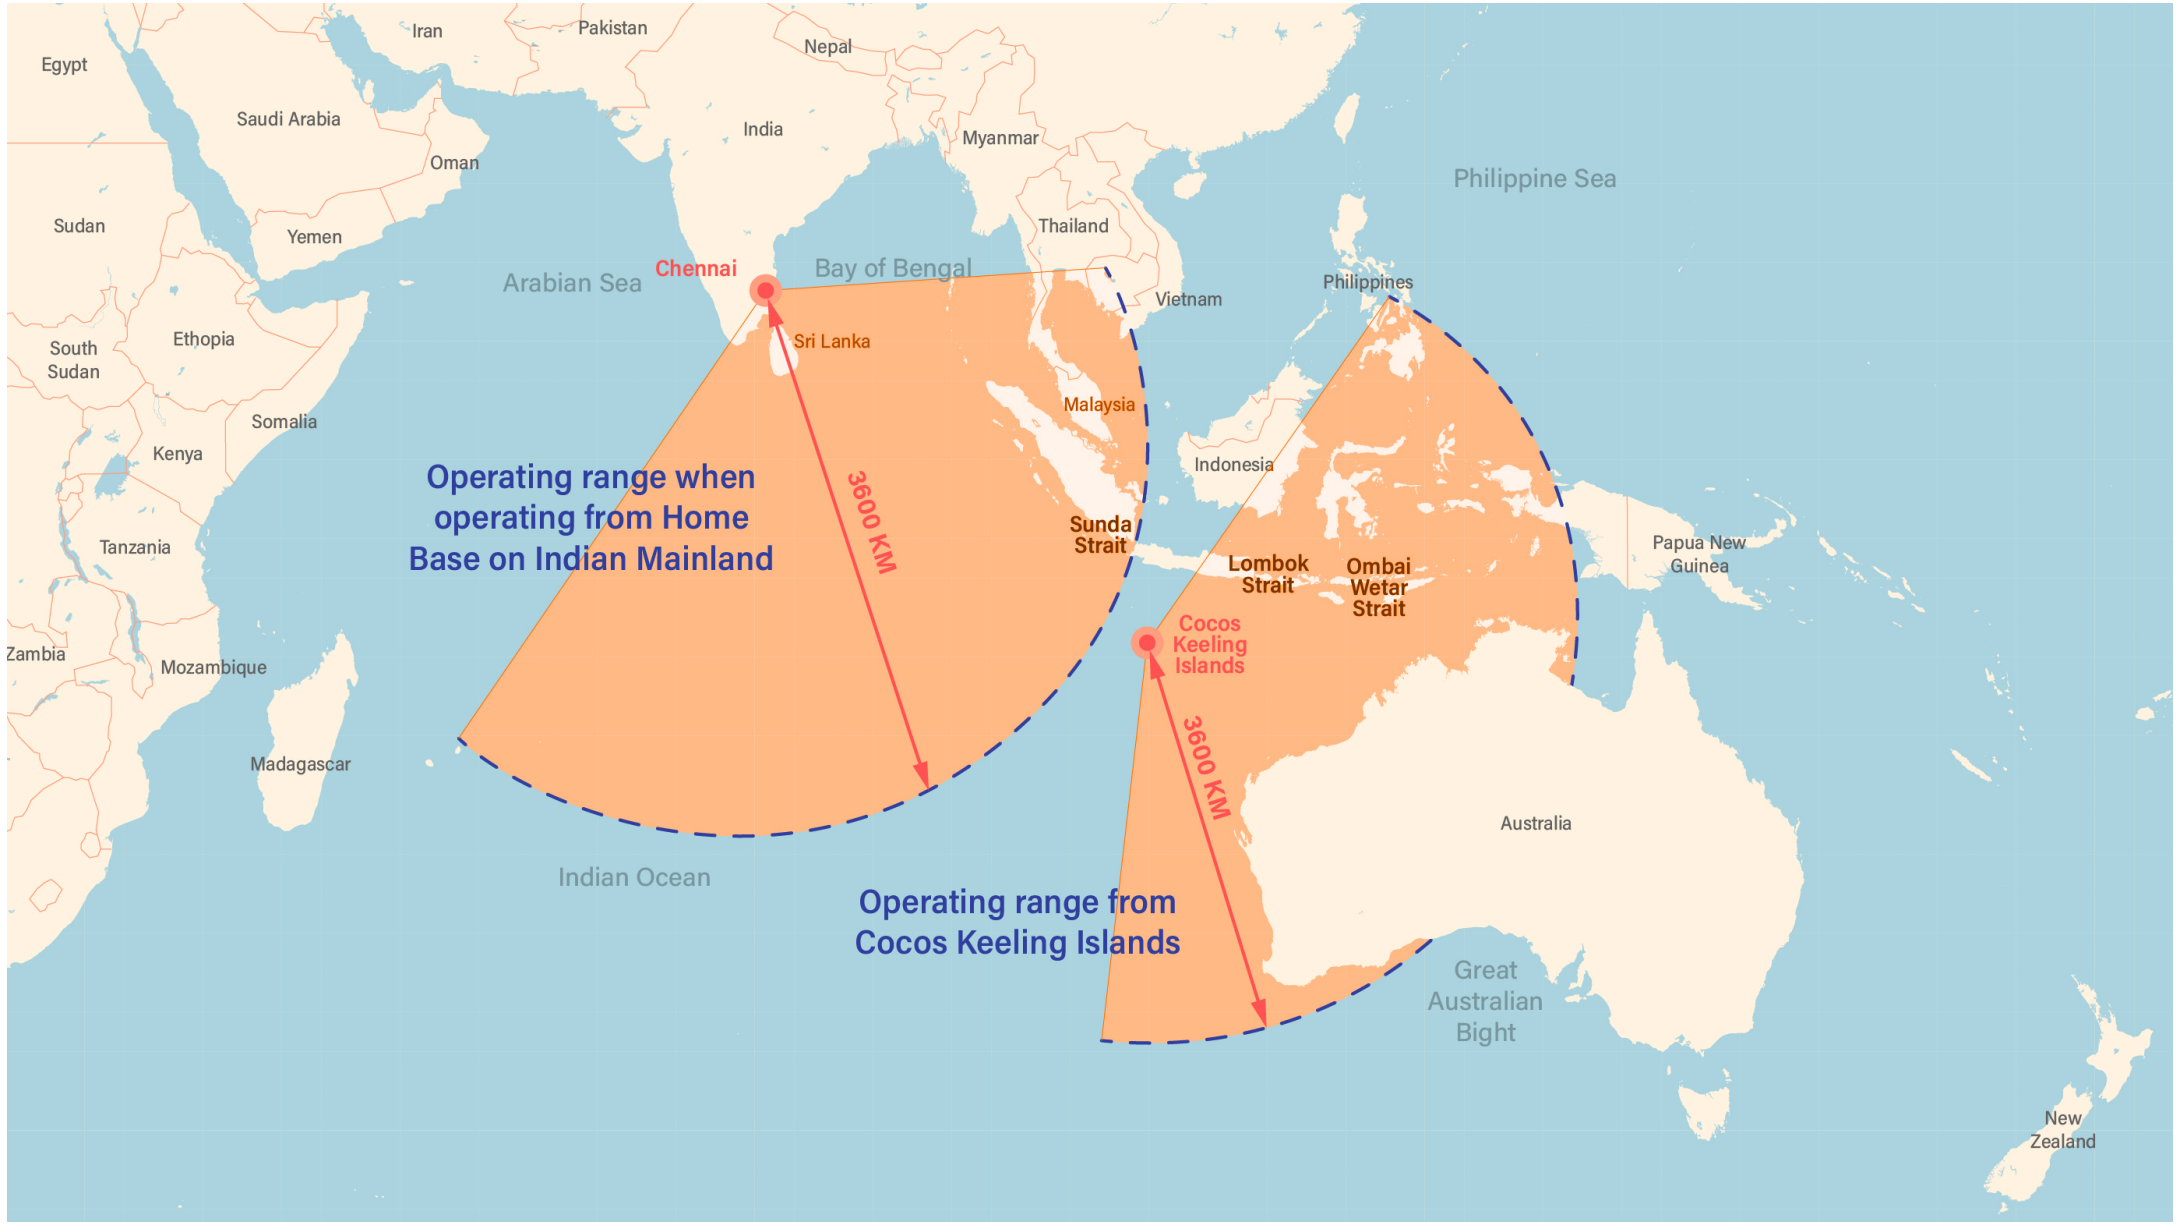 Iran
Pakistan
Nepal
Egypt
Saudi Arabia
India
Myanmar
Oman
Philippine Sea
Sudan
Yemen
Thailand
Chennai
Bay of Bengal
Arabian Sea
Philippines
Vietnam
Ethopia
Sri Lanka
South
Sudan
Malaysia
Somalia
Kenya
Indonesia
Operating range when
operating from Home
Base on Indian Mainland
3600 KM
Sunda
Strait
Tanzania
Papua New
Guinea
Lombok
Strait
Ombai
Wetar
Strait
Cocos
Keeling
Islands
Zambia
Mozambique
Madagascar
3600 KM
Australia
Indian Ocean
Operating range from
Cocos Keeling Islands
Great
Australian
Bight
New
Zealand